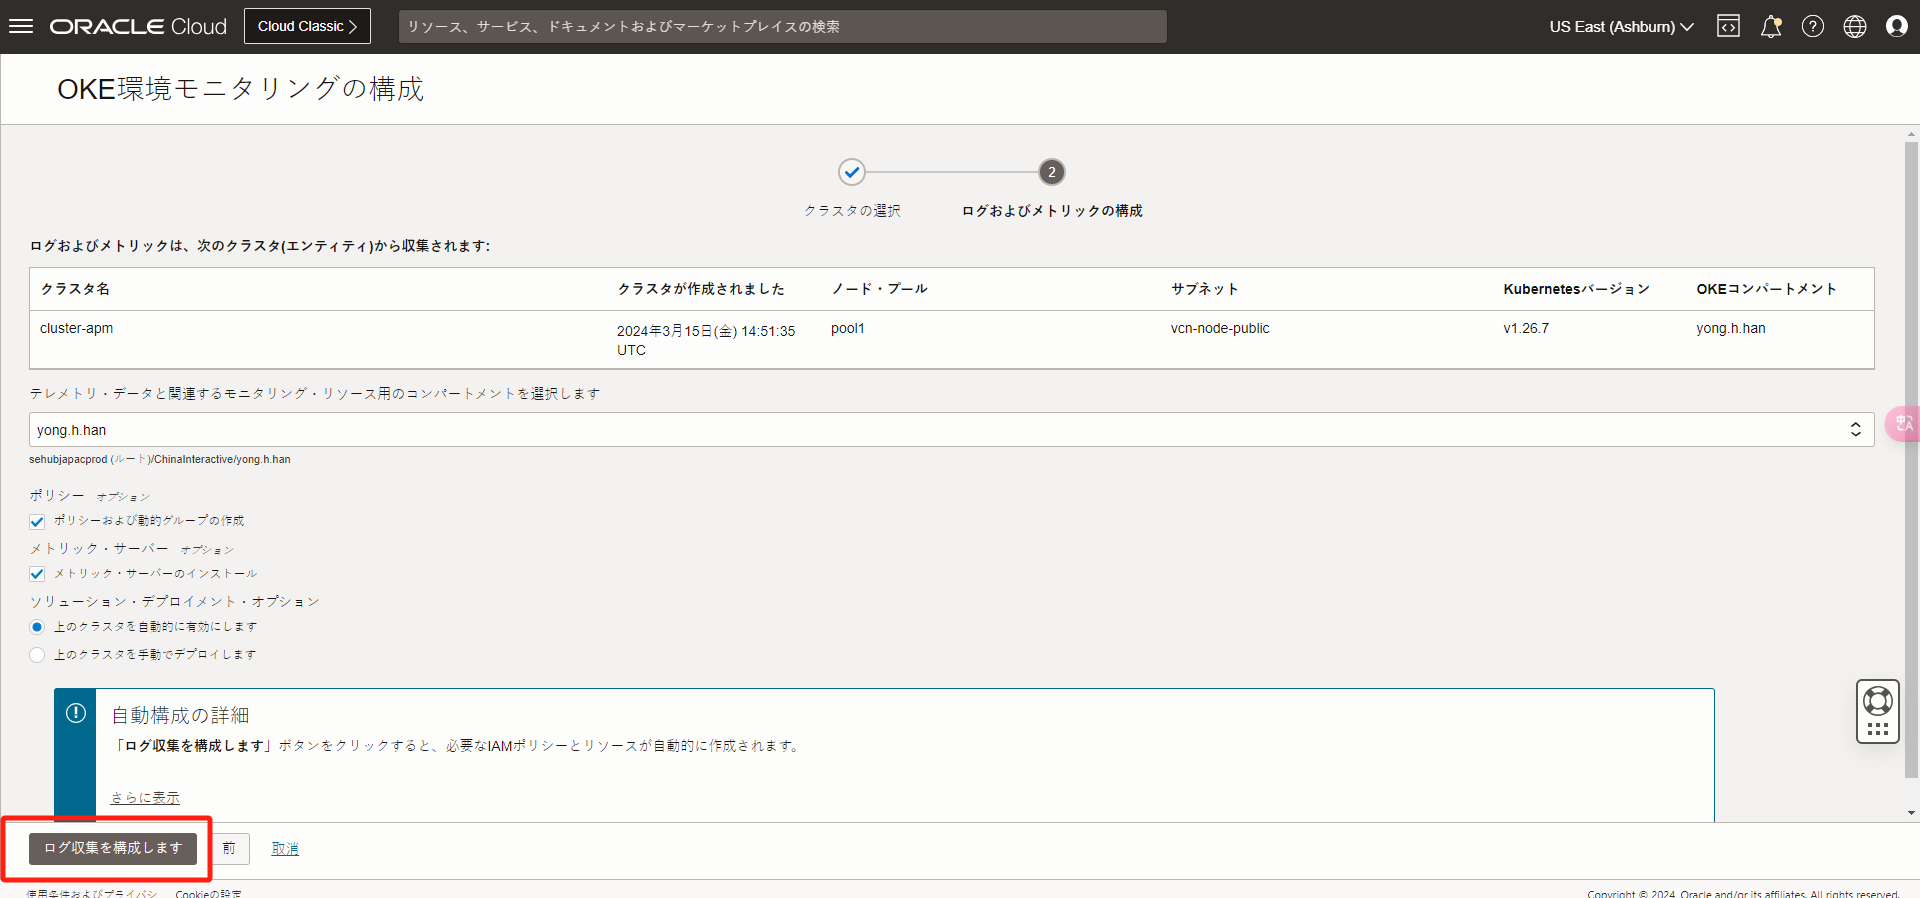 ORACLE Cloud
Cloud Classic
リソース、サービス、ドキュメントおよびマーケットプレイスの検索
US East (Ashburn)
OKE環境モニタリングの構成
2
クラスタの選択
ログおよびメトリックの構成
ログおよびメトリックは、次のクラスタ(エンティティ)から収集されます:
クラスタ名 クラスタが作成されました ノード・プール サブネット Kubernetesバージョン OKEコンパートメント
cluster-apm 2024年3月15日(金) 14:51:35 pool1 vcn-node-public v1.26.7 yong.h.han
UTC
テレメトリ・データと関連するモニタリング・リソース用のコンパートメントを選択します
yong.h.han
sehubjapacprod (ルート)/ChinaInteractive/yong.h.han
ポリシー オプション
ポリシーおよび動的グループの作成
メトリック・サーバー オプション
メトリック・サーバーのインストール
ソリューション・デプロイメント・オプション
上のクラスタを自動的に有効にします
上のクラスタを手動でデプロイします
自動構成の詳細
「ログ収集を構成します」ボタンをクリックすると、必要なIAMポリシーとリソースが自動的に作成されます。
さらに表示
ログ収集を構成します
前
取消
使用条件およびプライバシ Cookieの設定
Copyright © 2024, Oracle and/or its affiliates. All rights reserved.